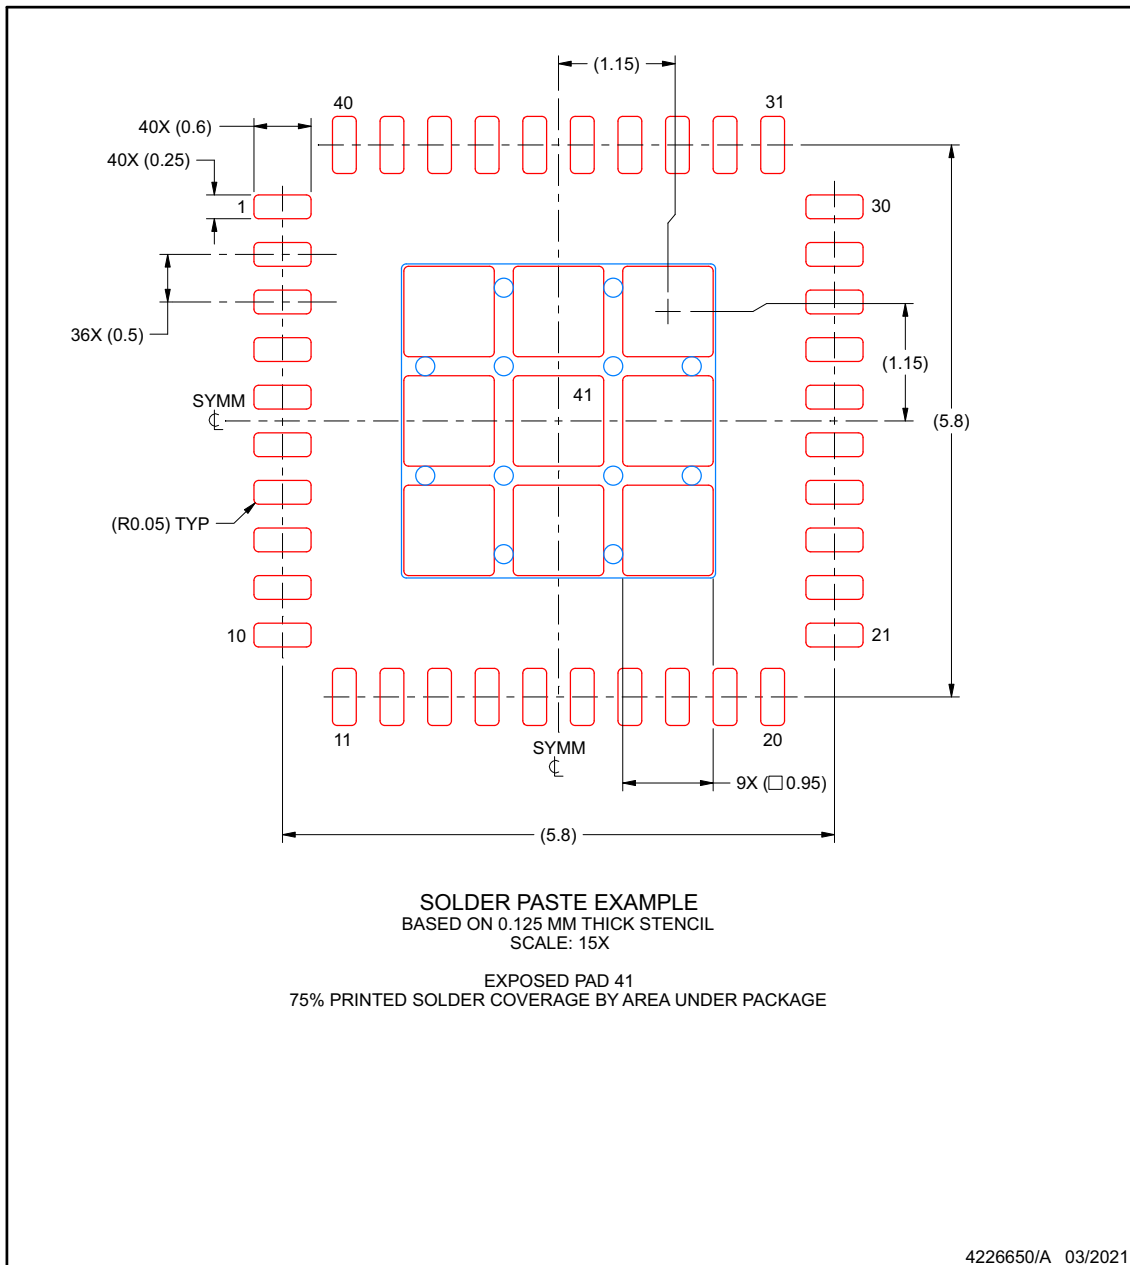 (1.15)
40
31
40X (0.6)
40X (0.25)
1
30
36X (0.5)
(1.15)
SYMM
41
(5.8)
(R0.05) TYP
10
21
11
SYMM
20
9X (□ 0.95)
(5.8)
SOLDER PASTE EXAMPLE
BASED ON 0.125 MM THICK STENCIL
SCALE: 15X
EXPOSED PAD 41
75% PRINTED SOLDER COVERAGE BY AREA UNDER PACKAGE
4226650/A 03/2021